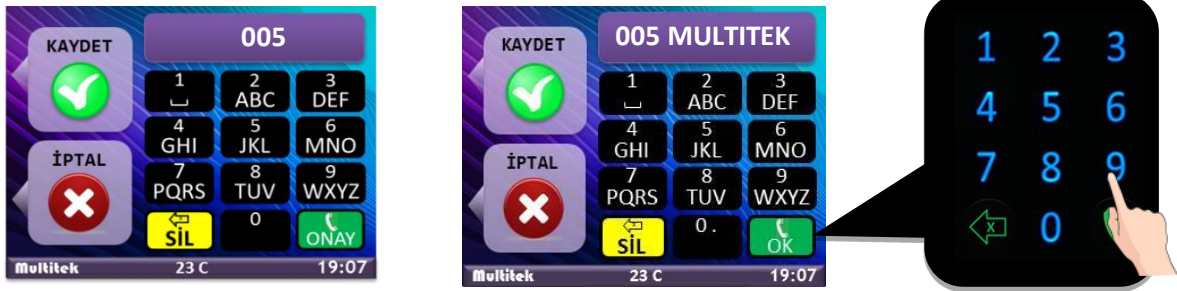 KAYDET
005
1
2 ABC
3 DEF
4 GHI
5 JKL
6 MNO
İPTAL
7 PQRS
8 TUV
9 WXYZ
SİL
0
ONAY
Multitek 23 C 19:07
KAYDET
005 MULTITEK
1
2 ABC
3 DEF
4 GHI
5 JKL
6 MNO
İPTAL
7 PQRS
8 TUV
9 WXYZ
SİL
0 .
OK
Multitek 23 C 19:07
1 2 3
4 5 6
7 8 9
X 0